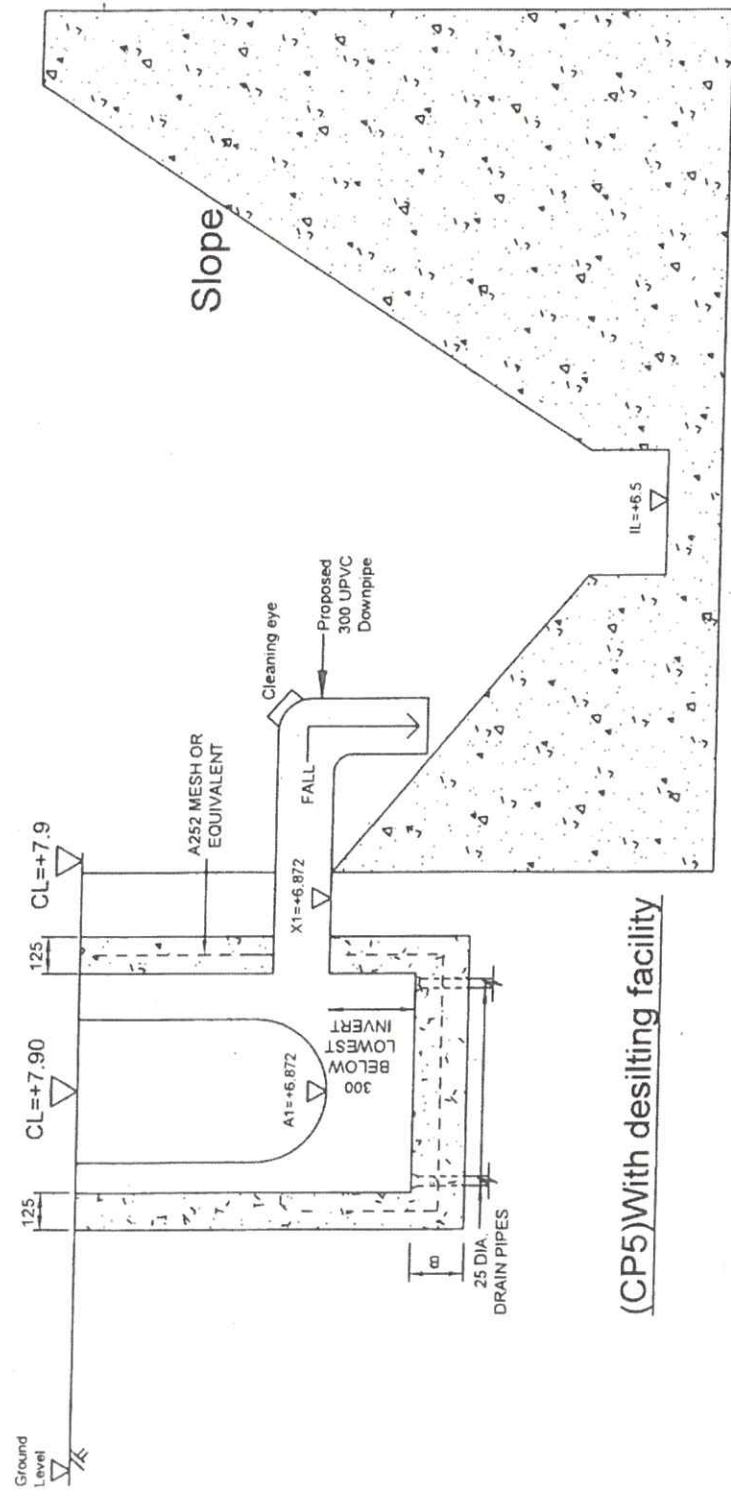 Ground
Level
125
CL=+7.90
125
CL=+7.9
A252 MESH OR
EQUIVALENT
Cleaning eye
Proposed
300 UPVC
Downpipe
FALL
Slope
A1=+6.872
X1=+6.872
300
BELOW
LOWEST
INVERT
B
25 DIA.
DRAIN PIPES
IL=+6.5
(CP5)With desilting facility